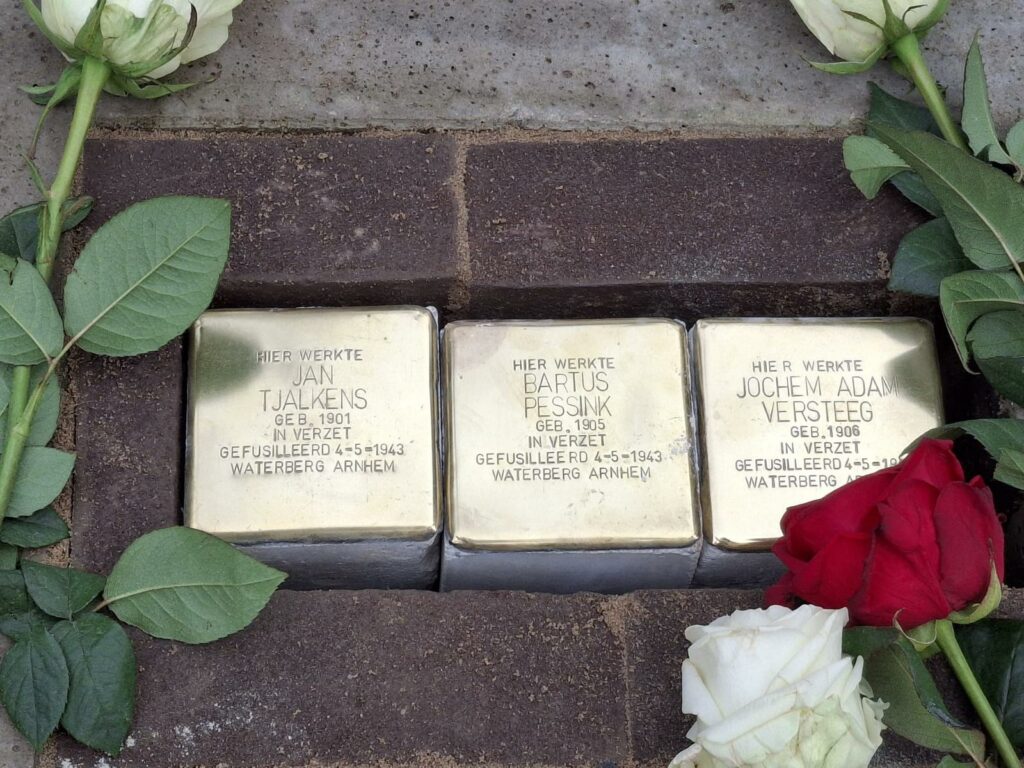 HIER WERKTE
JAN
TJALKENS
GEB. 1901
IN VERZET
GEFUSILLEERD 4-5-1943
WATERBERG ARNHEM
HIER WERKTE
BARTUS
PESSINK
GEB. 1905
IN VERZET
GEFUSILLEERD 4-5-1943
WATERBERG ARNHEM
HIER WERKTE
JOCHEM ADAM
VERSTEEG
GEB. 1906
IN VERZET
GEFUSILLEERD
WATERBERG